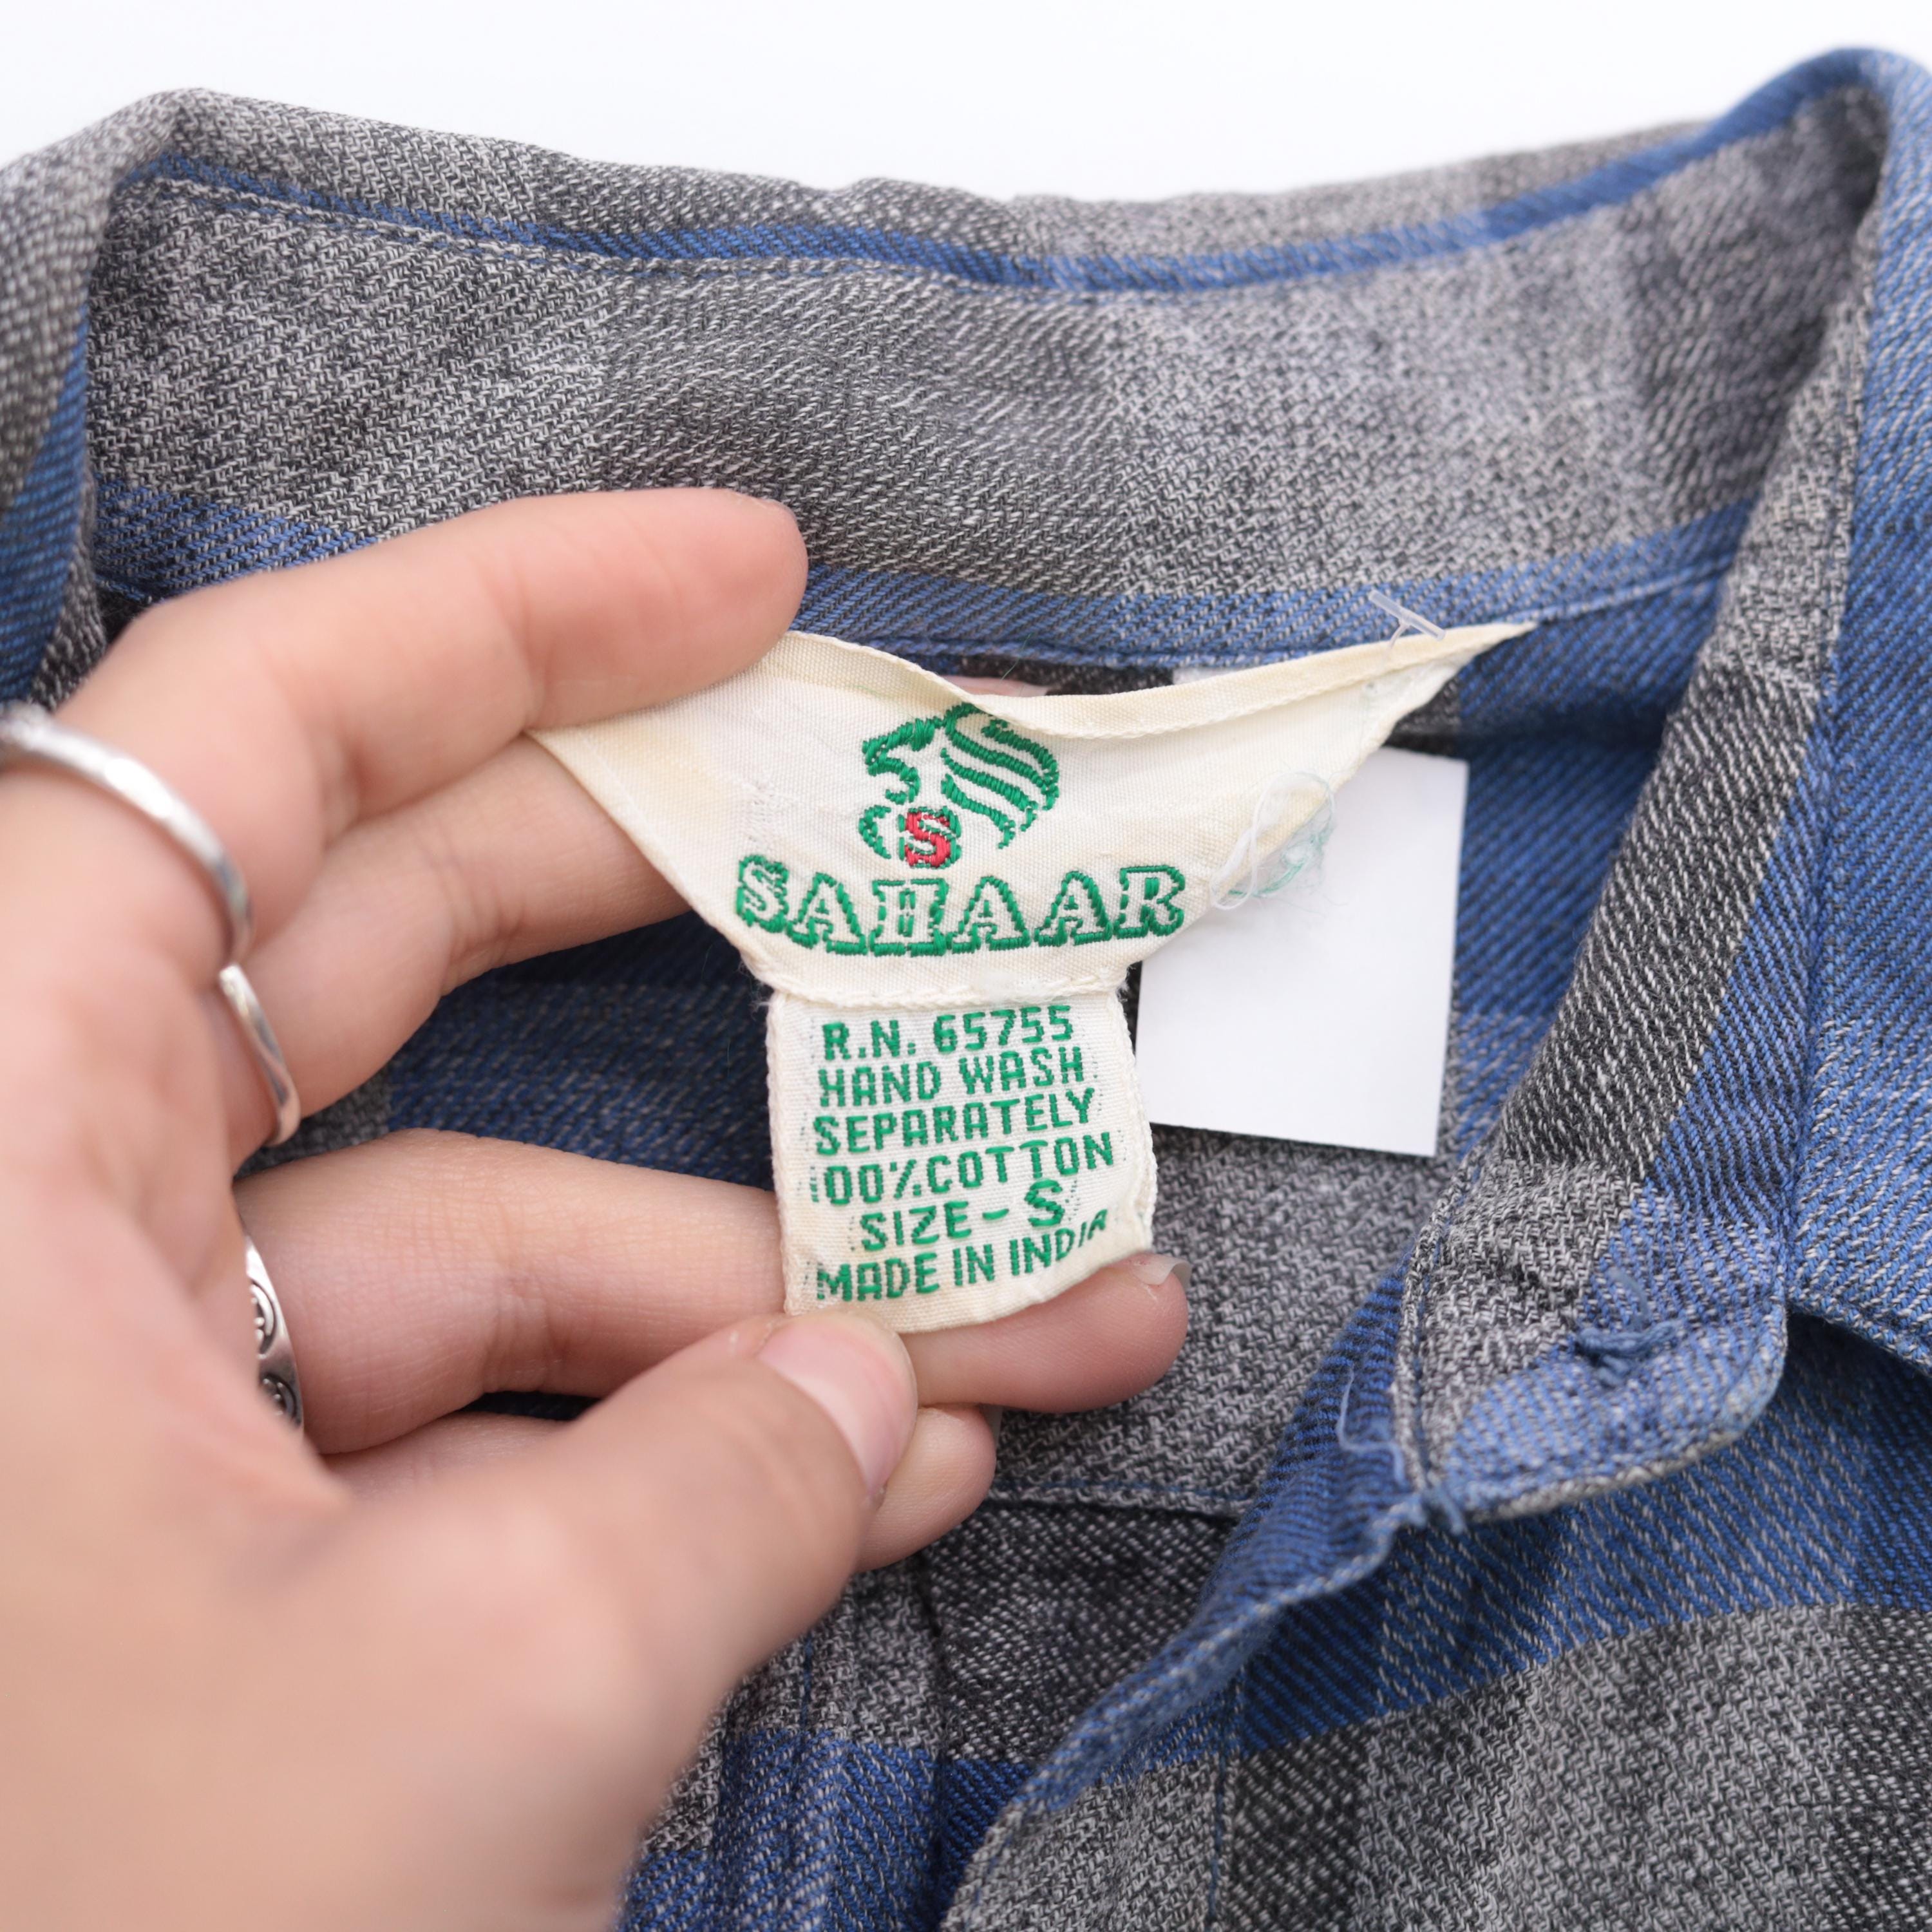 S
SAHAAR
R.N. 65755
HAND WASH
SEPARATELY
100%COTTON
SIZE-S
MADE IN INDIA